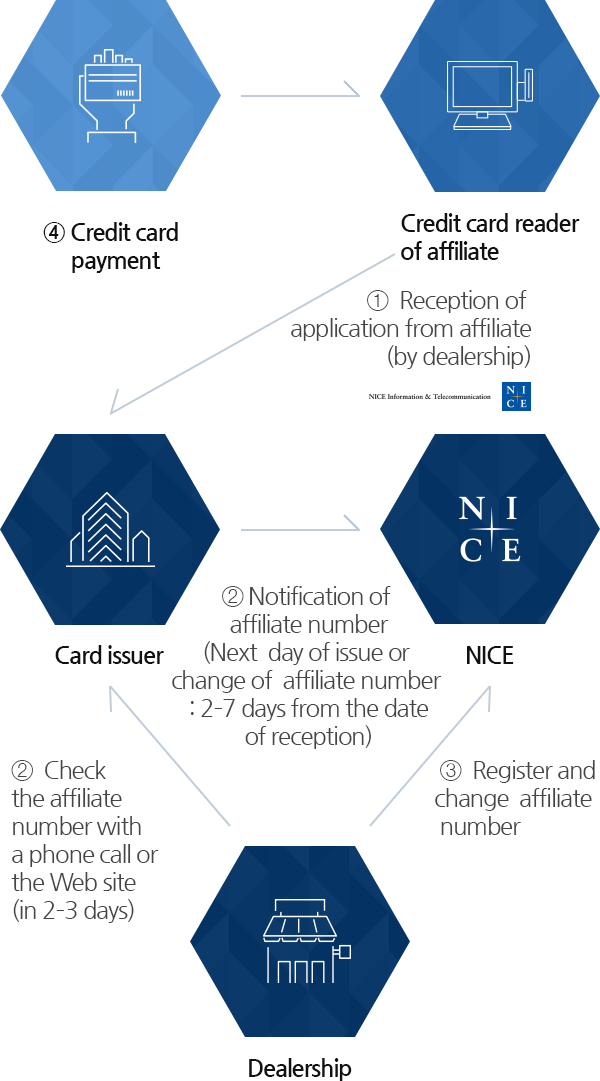 ④ Credit card
payment
Credit card reader
of affiliate
① Reception of
application from affiliate
(by dealership)
NICE Information & Telecommunication
N I
C E
N I
C E
② Notification of
affiliate number
(Next day of issue or
change of affiliate number
: 2-7 days from the date
of reception)
Card issuer
NICE
② Check
the affiliate
number with
a phone call or
the Web site
(in 2-3 days)
③ Register and
change affiliate
number
Dealership